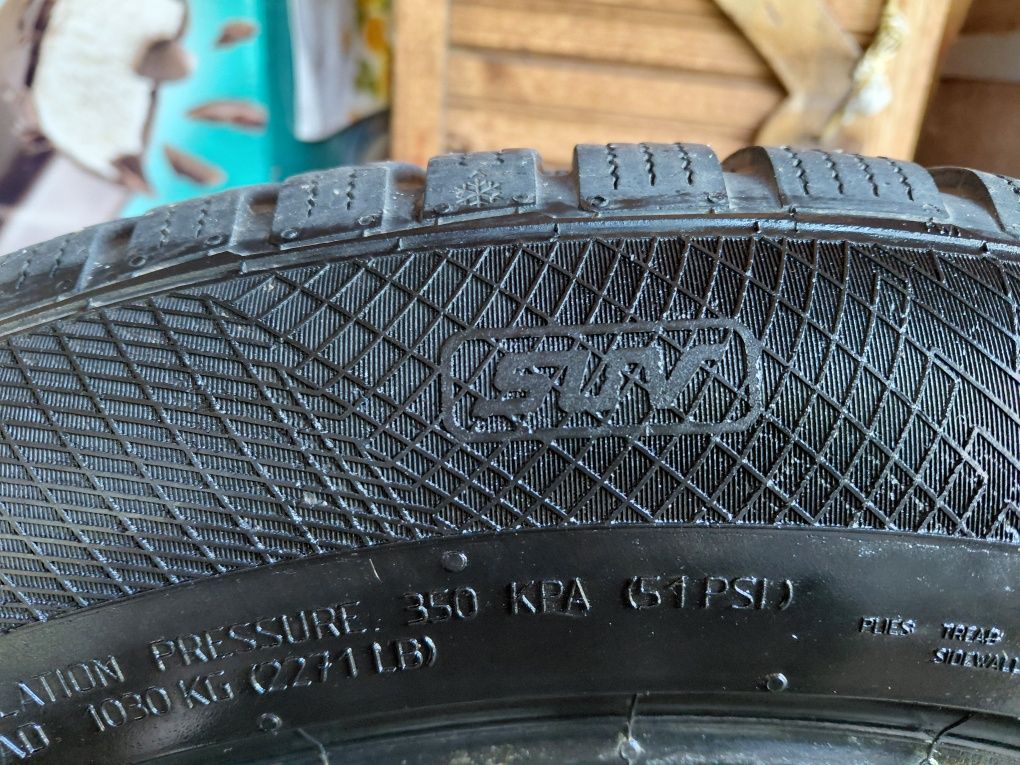 SUV
LATION PRESSURE 350 KPA (51 PSI)
AD 1030 KG (2271 LB)
PLIES TREAD
SIDEWALL